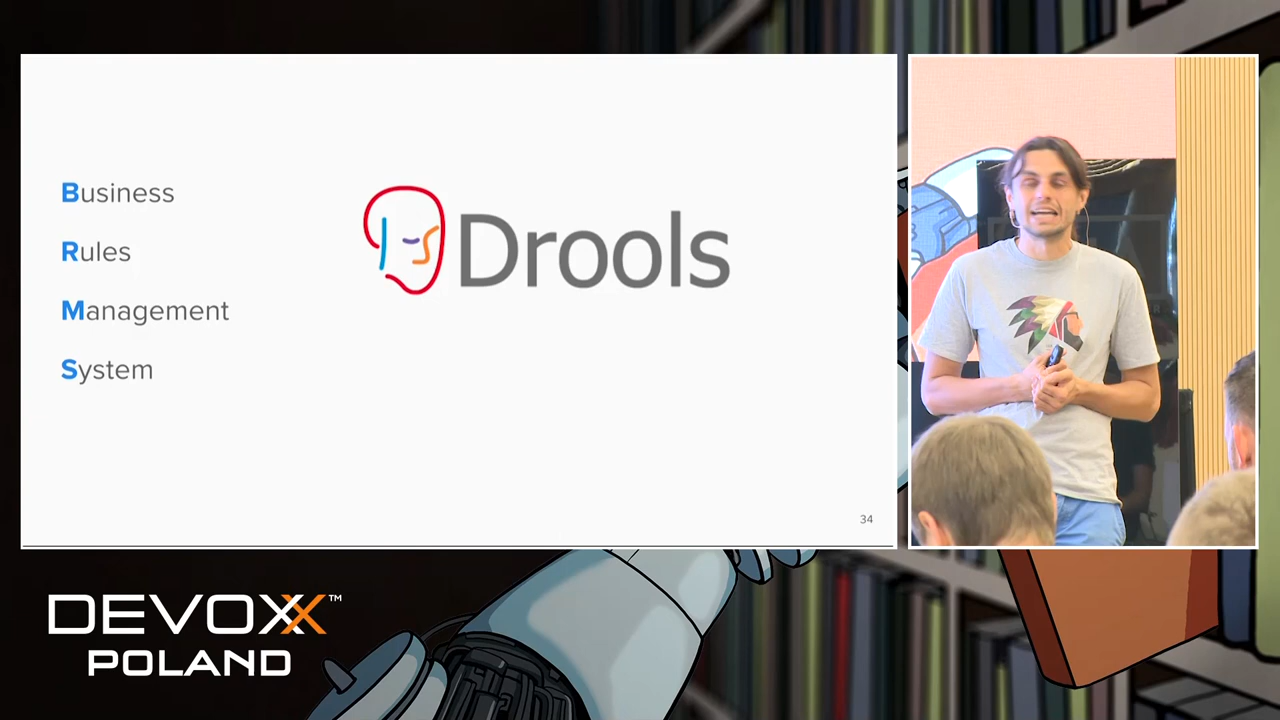 Business
Rules
Management
System
Drools
34
DEVOXX™
POLAND